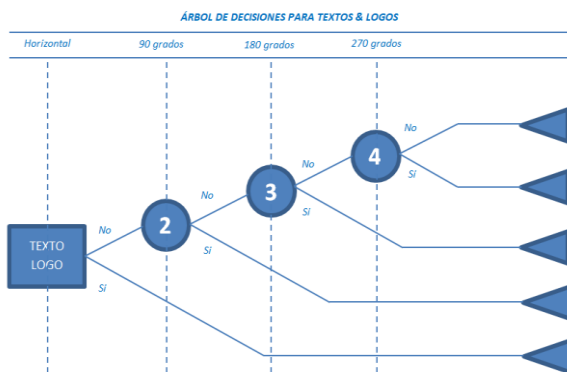 ÁRBOL DE DECISIONES PARA TEXTOS & LOGOS
Horizontal 90 grados 180 grados 270 grados
No
4
No
Sí
3
No
Sí
2
No
Sí
TEXTO
LOGO
Sí